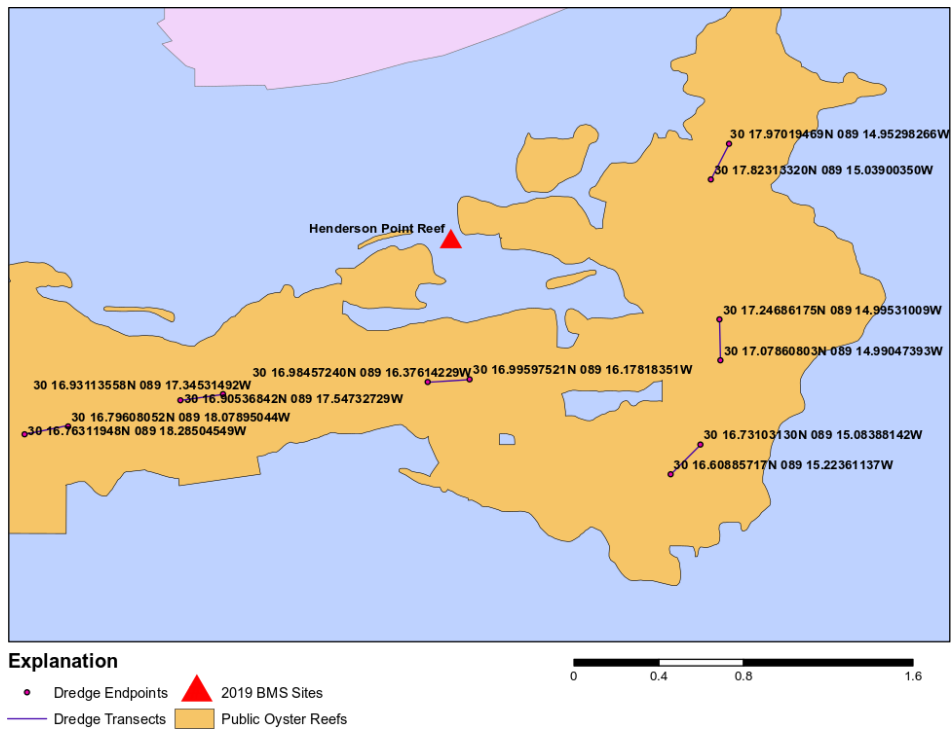 30 17.97019469N 089 14.95298266W
30 17.82313320N 089 15.03900350W
Henderson Point Reef
30 17.24686175N 089 14.99531009W
30 17.07860803N 089 14.99047393W
30 16.98457240N 089 16.37614229W
30 16.99597521N 089 16.17818351W
30 16.93113558N 089 17.34531492W
30 16.90536842N 089 17.54732729W
30 16.79608052N 089 18.07895044W
30 16.76311948N 089 18.28504549W
30 16.73103130N 089 15.08388142W
30 16.60885717N 089 15.22361137W
Explanation
Dredge Endpoints
2019 BMS Sites
Dredge Transects
Public Oyster Reefs
0 0.4 0.8 1.6